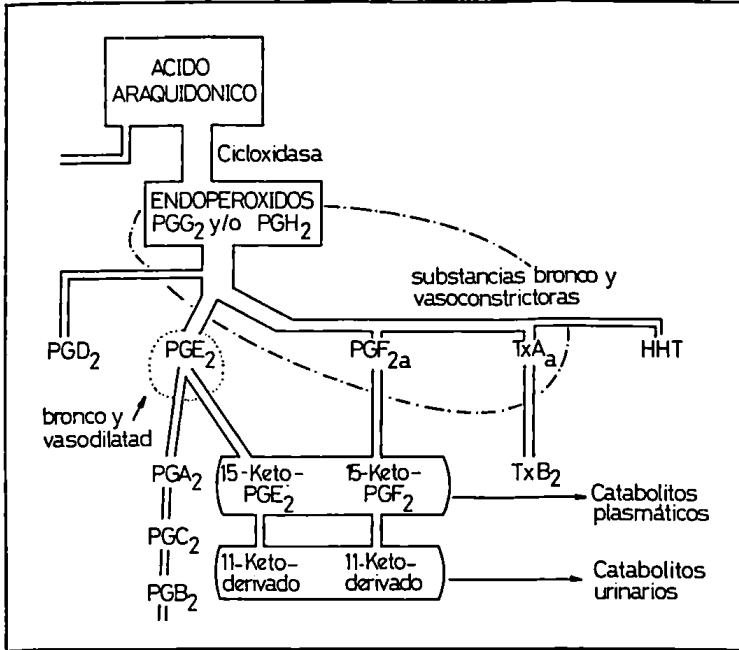 ACIDO
ARAQUIDONICO
Cicloxidasa
ENDOPEROXIDOS
PGG2 y/o PGH2
substancias bronco y
vasoconstrictoras
PGD2
PGE2
PGF2a
TxAa
HHT
bronco y
vasodilatad
PGA2
15-Keto-
PGE2
15-Keto-
PGF2
TxB2
Catabolitos
plasmáticos
PGC2
11-Keto-
derivado
11-Keto-
derivado
Catabolitos
urinarios
PGB2